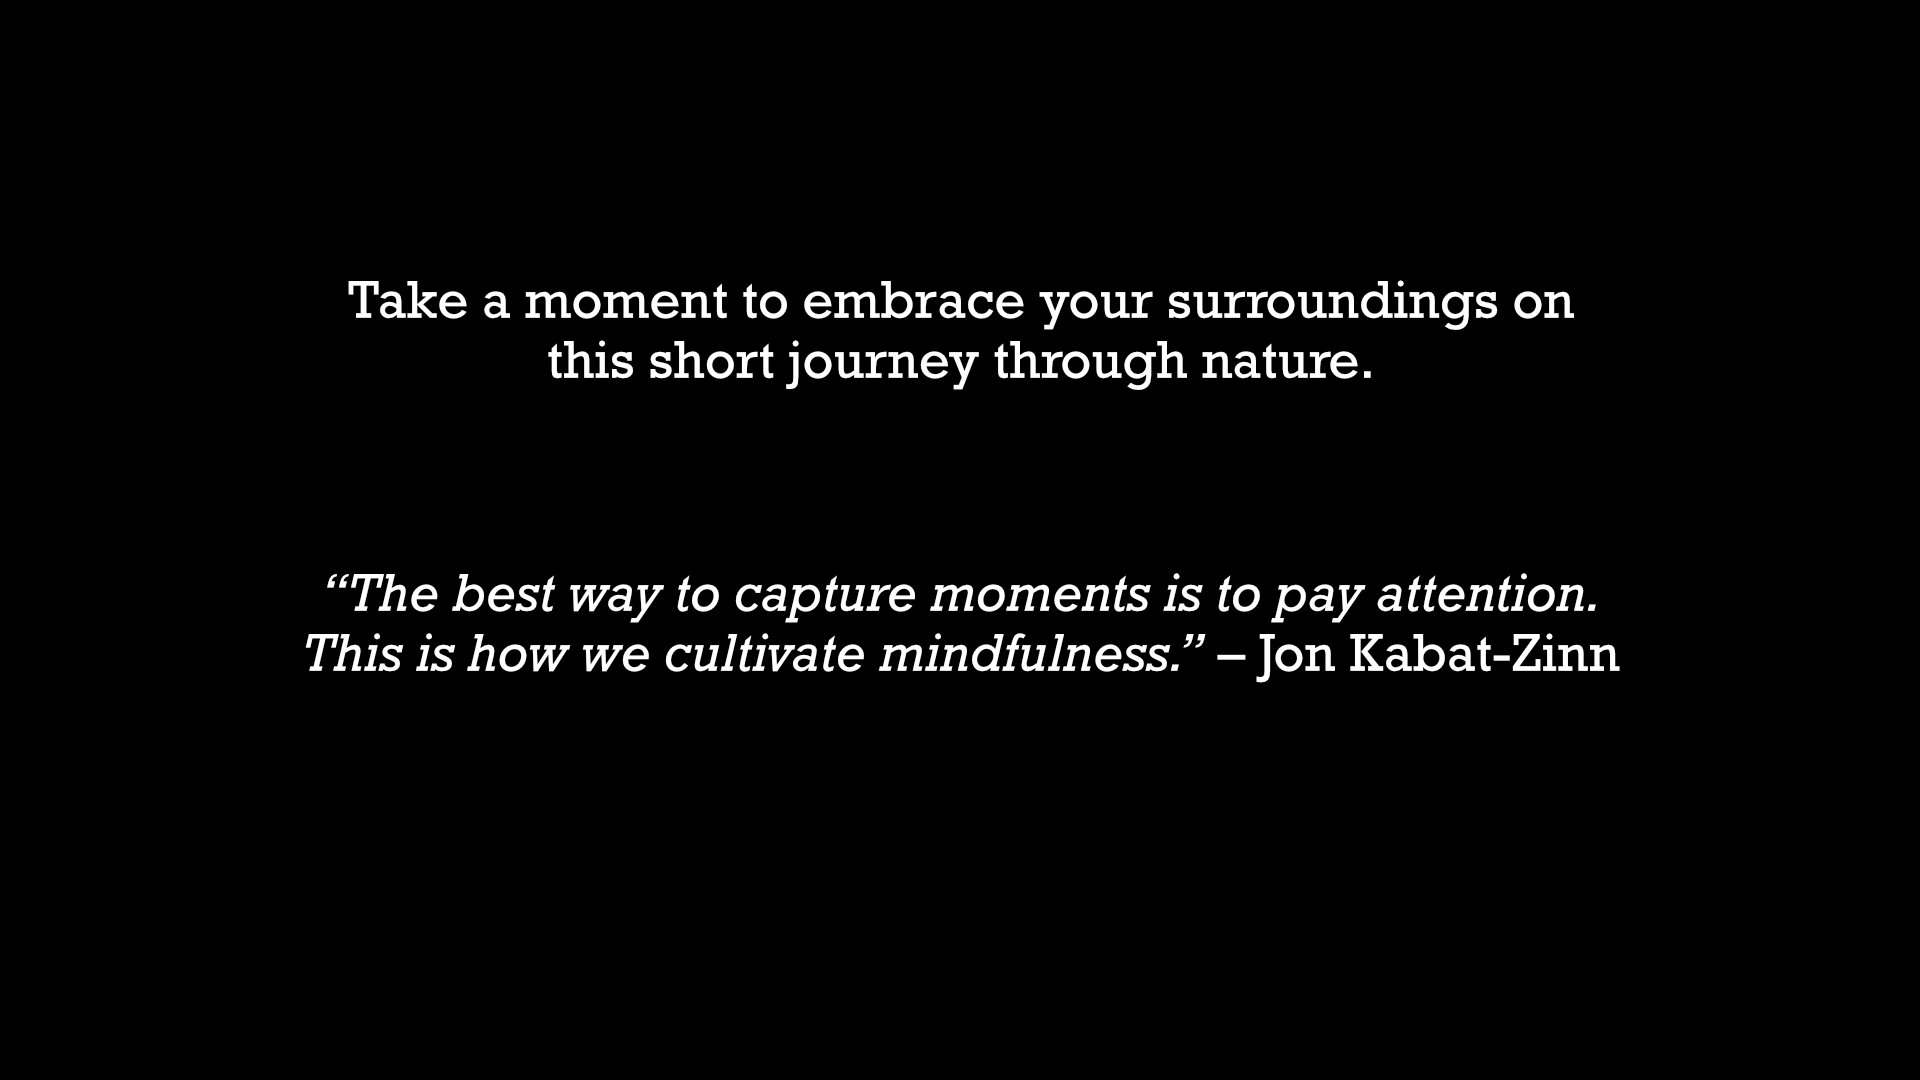 Take a moment to embrace your surroundings on
this short journey through nature.
“The best way to capture moments is to pay attention.
This is how we cultivate mindfulness.” – Jon Kabat-Zinn